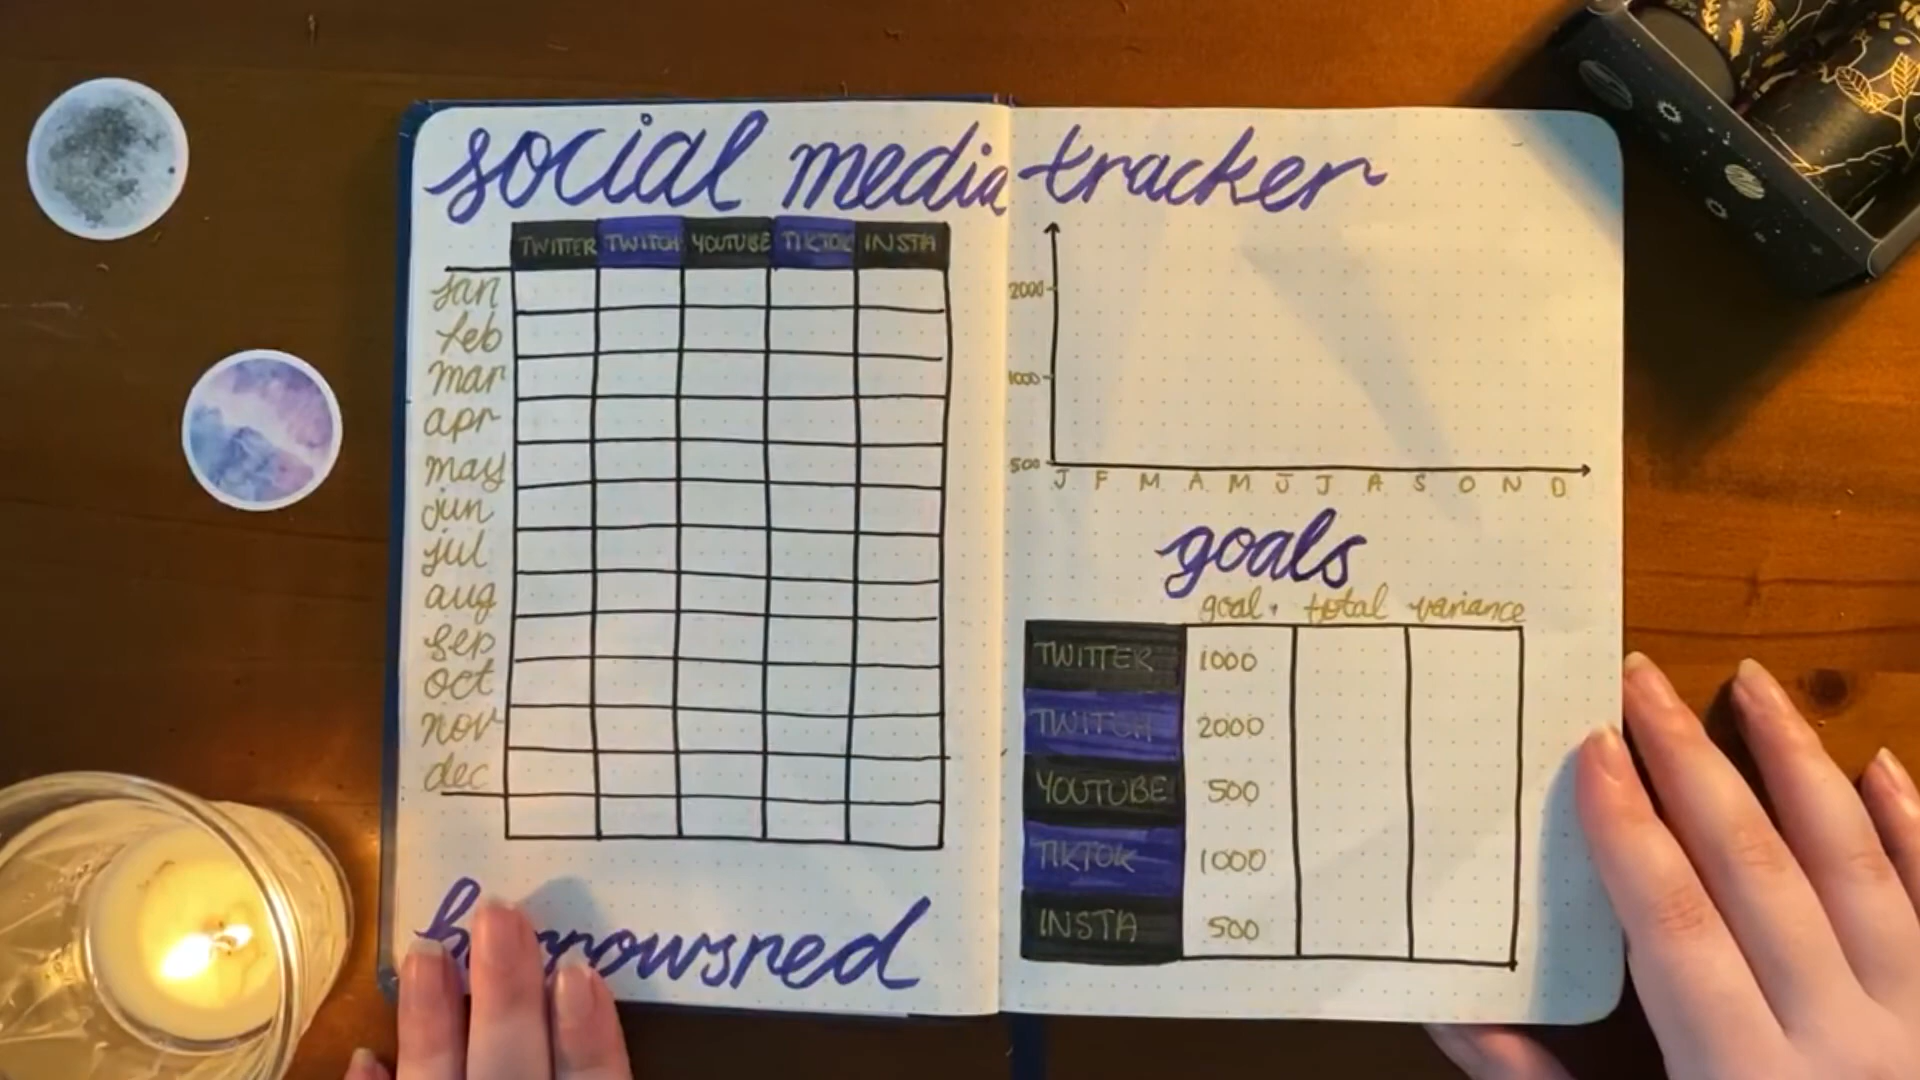 social media tracker
TWITTER TWITCH YOUTUBE TIKTOK INSTA
jan
feb
mar
apr
may
jun
jul
aug
sep
oct
nov
dec
2000
1000
500
J F M A M J J A S O N D
goals
goal total variance
TWITTER 1000
TWITCH 2000
YOUTUBE 500
TIKTOK 1000
INSTA 500